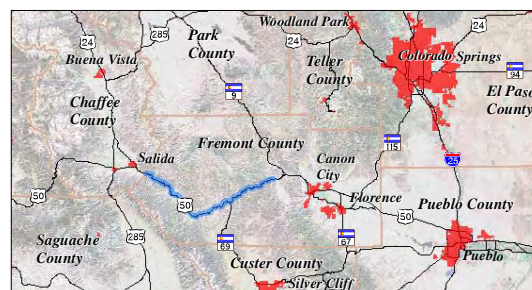 Woodland Park
24
285
24
Park
County
Buena Vista
Colorado Springs
Teller
County
94
9
El Paso
County
Chaffee
County
Fremont County
115
25
Salida
Canon
City
Florence
50
50
50
Pueblo County
Saguache
County
285
69
67
Custer County
Pueblo
Silver Cliff